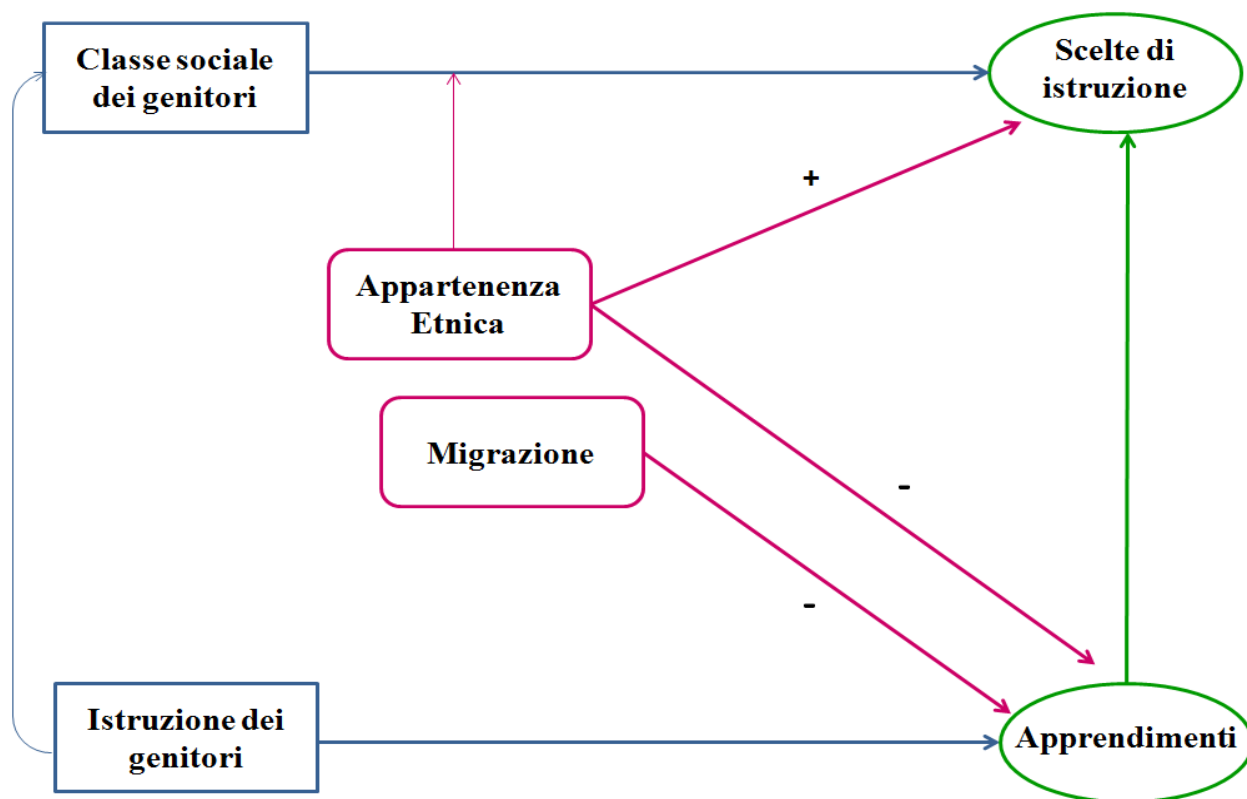 Classe sociale
dei genitori
Scelte di
istruzione
+
Appartenenza
Etnica
Migrazione
-
-
Istruzione dei
genitori
Apprendimenti